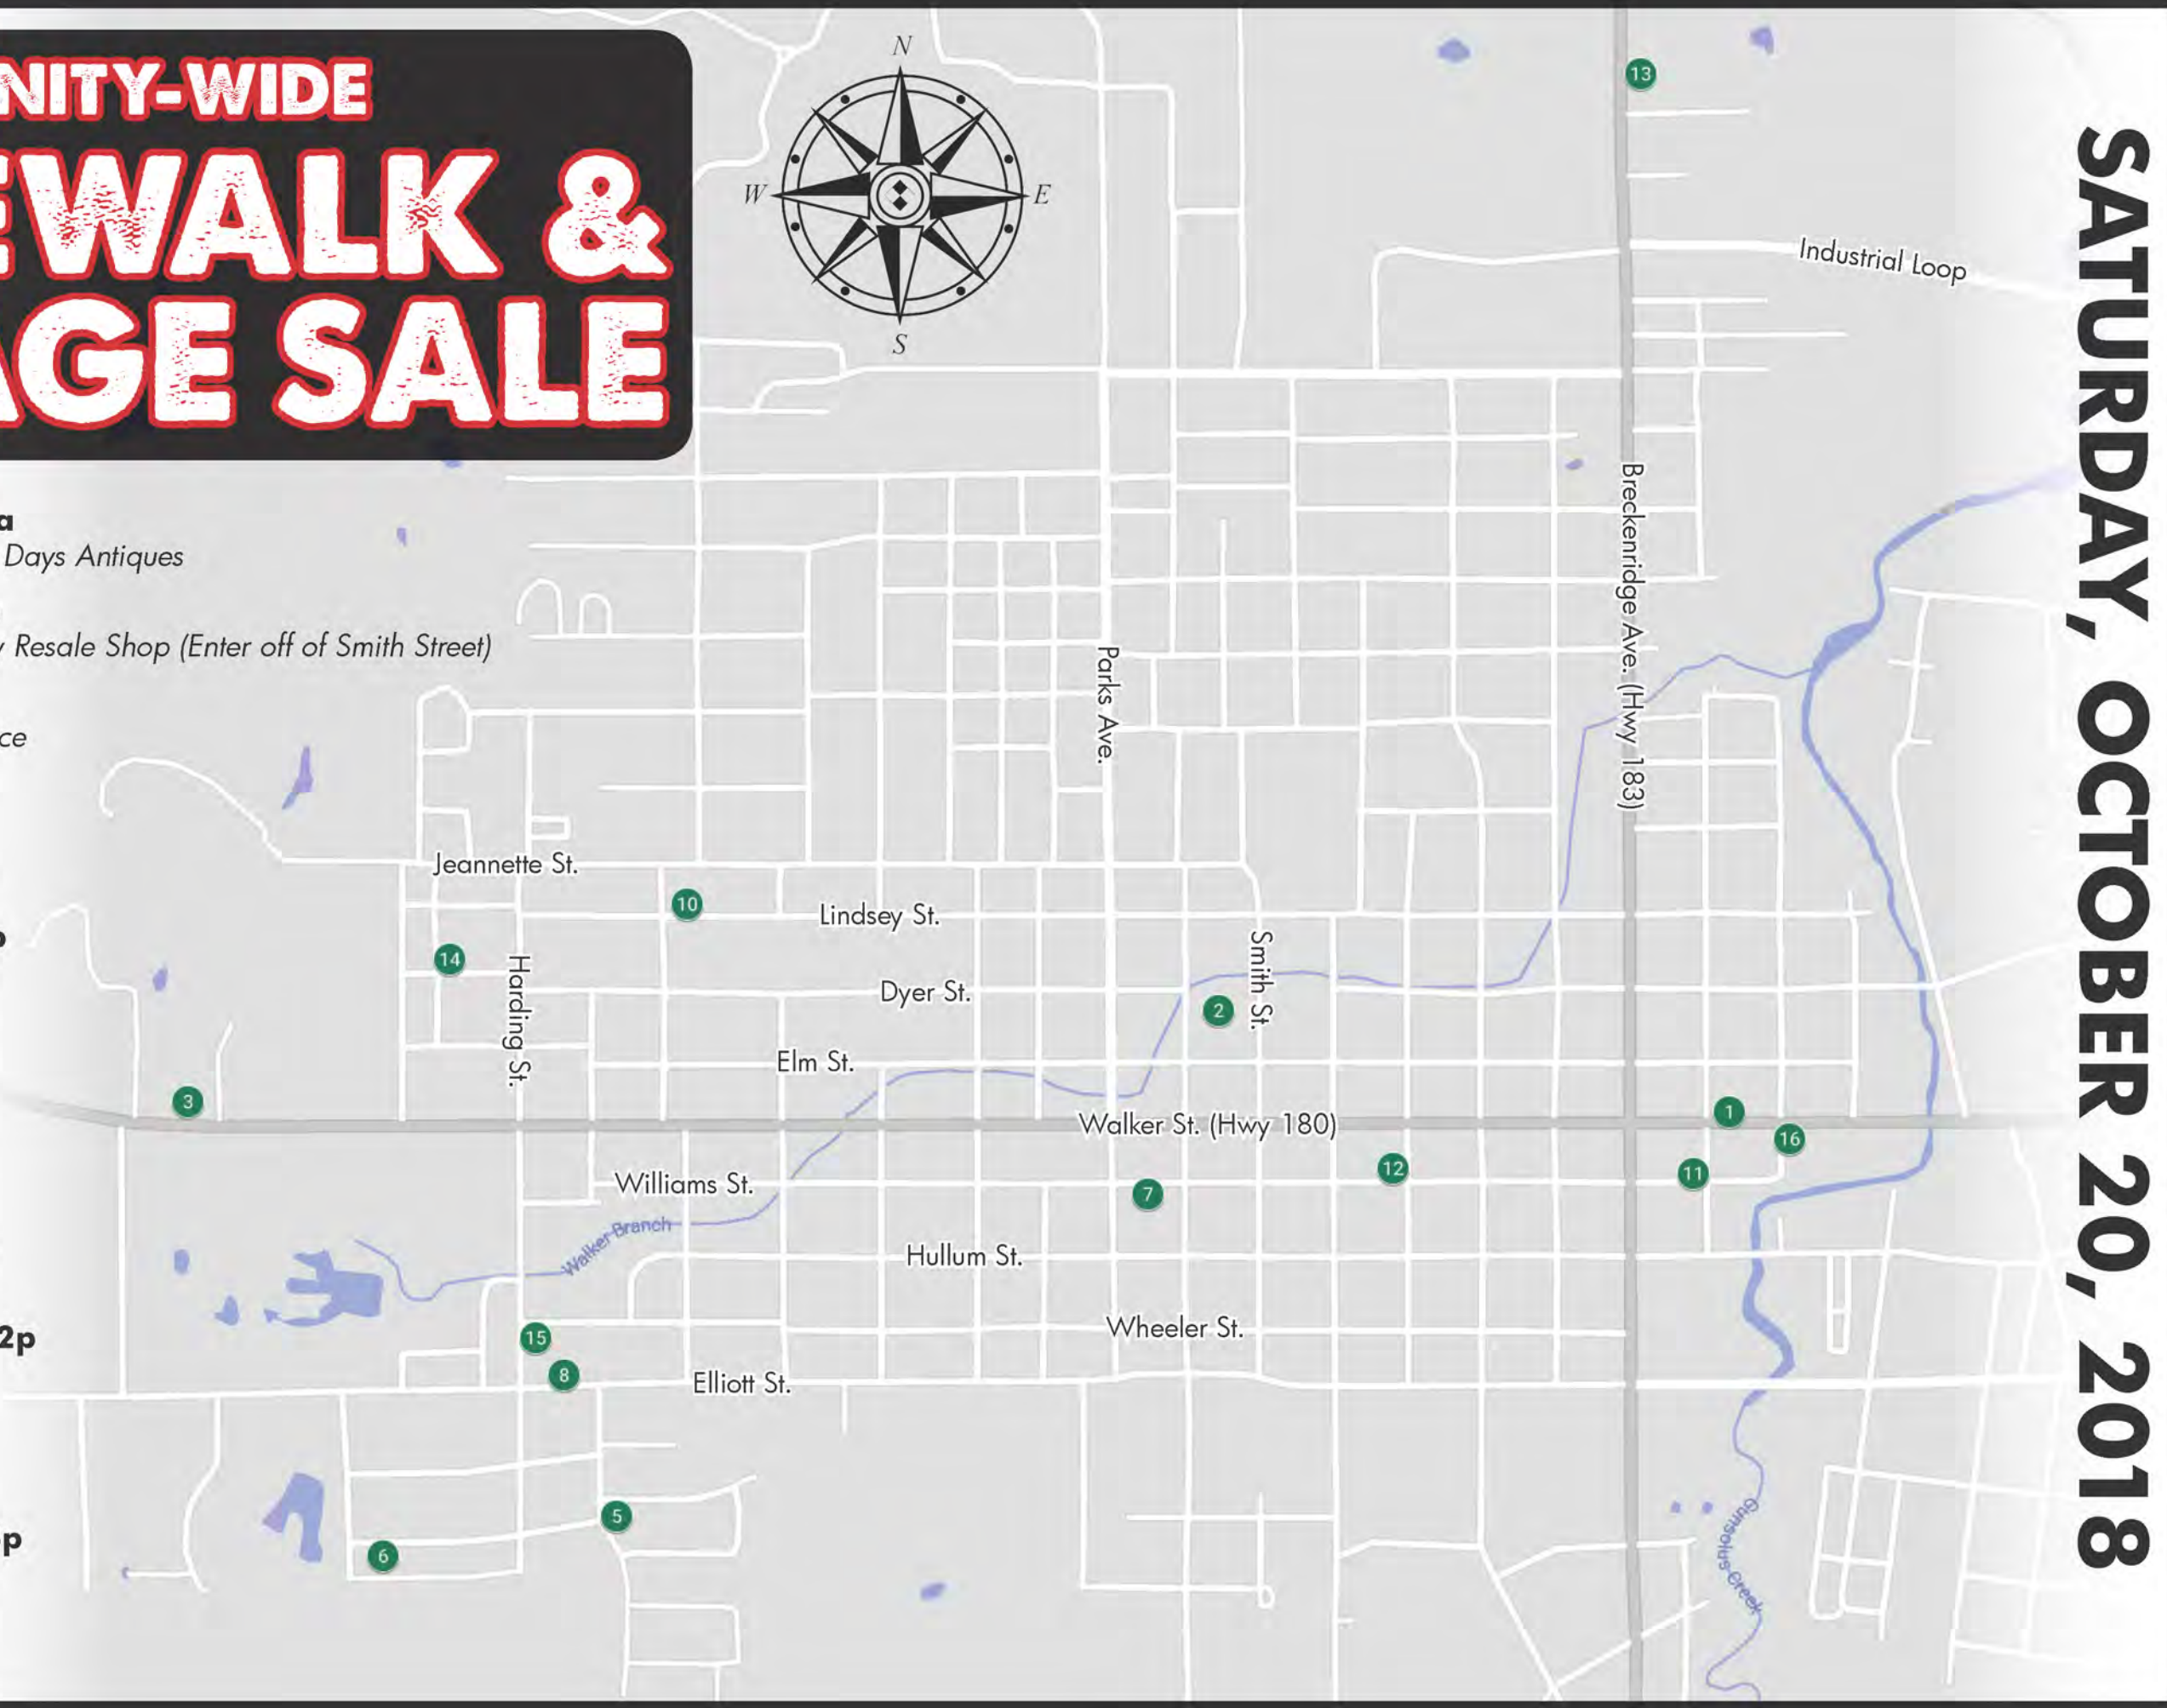 NITY-WIDE
EWALK &
AGE SALE
a
Days Antiques
y Resale Shop (Enter off of Smith Street)
ce
p
2p
p
N
W
E
S
13
Industrial Loop
Breckenridge Ave. (Hwy 183)
Parks Ave.
Jeannette St.
10
Lindsey St.
14
Harding St.
Smith St.
Dyer St.
2
Elm St.
3
1
Walker St. (Hwy 180)
16
12
11
Williams St.
7
Walker Branch
Hullum St.
15
Wheeler St.
8
Elliott St.
5
6
Gunsolus Creek
SATURDAY, OCTOBER 20, 2018